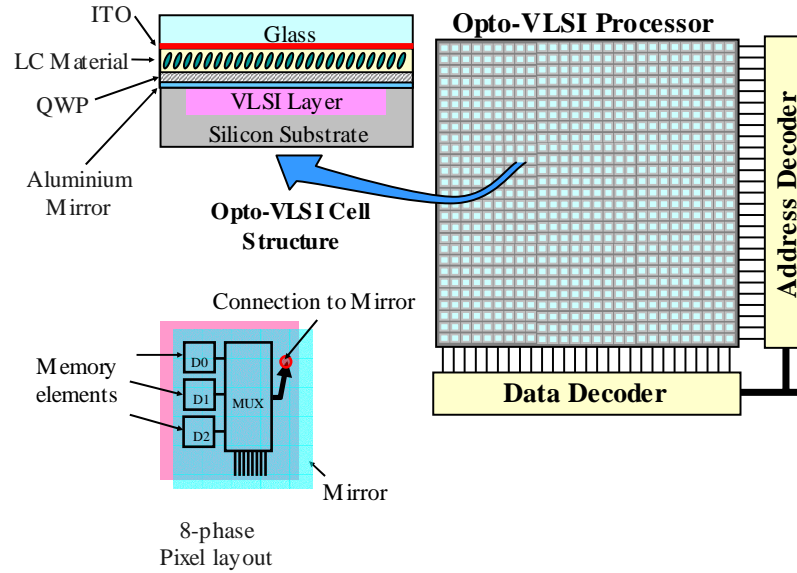 ITO
Glass
LC Material
QWP
VLSI Layer
Silicon Substrate
Aluminium
Mirror
Opto-VLSI Cell
Structure
Opto-VLSI Processor
Address Decoder
Data Decoder
Connection to Mirror
Memory
elements
D0
D1
D2
MUX
Mirror
8-phase
Pixel layout